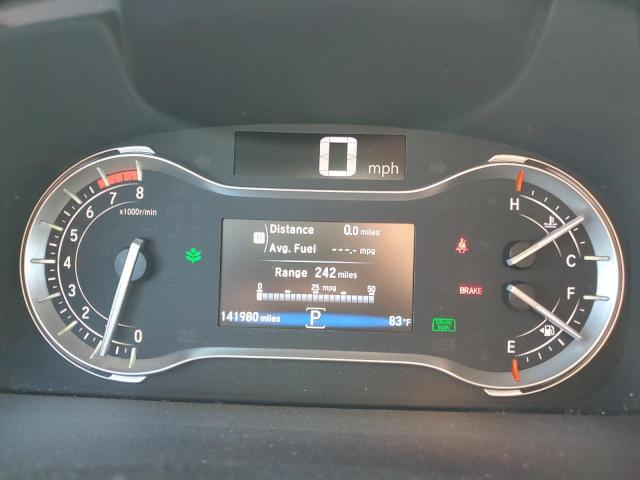 0 mph
8
7
6
5
4
3
2
1
0
x1000r/min
Distance 0.0 miles
Avg. Fuel ---.- mpg
Range 242 miles
0 25 mpg 50
141980 miles P 83°F
H
C
BRAKE
F
E